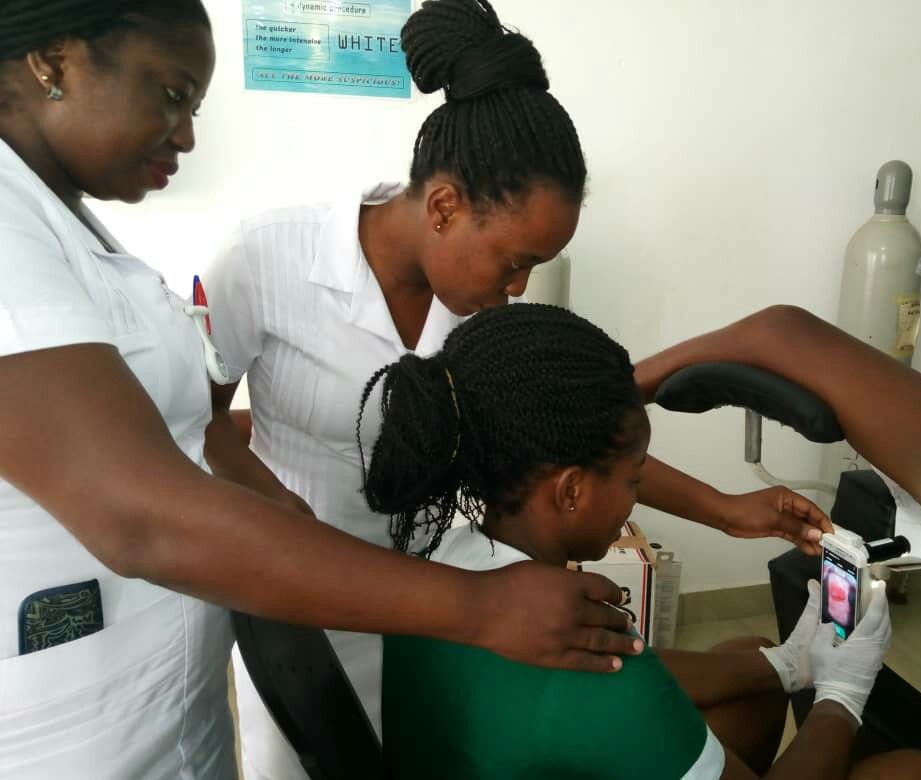 dynamic procedure
the quicker
the more intensive
the longer
WHITE
ALL THE MORE SUSPICIOUS!